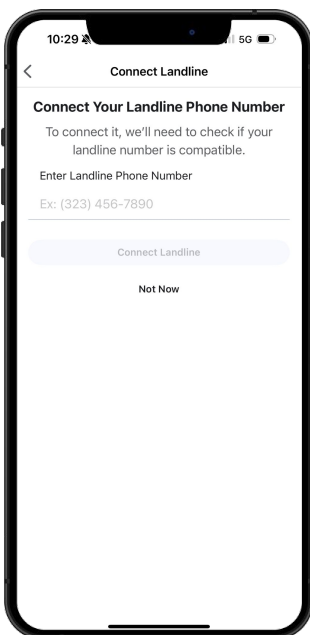 10:29
5G
Connect Landline
Connect Your Landline Phone Number
To connect it, we’ll need to check if your
landline number is compatible.
Enter Landline Phone Number
Ex: (323) 456-7890
Connect Landline
Not Now